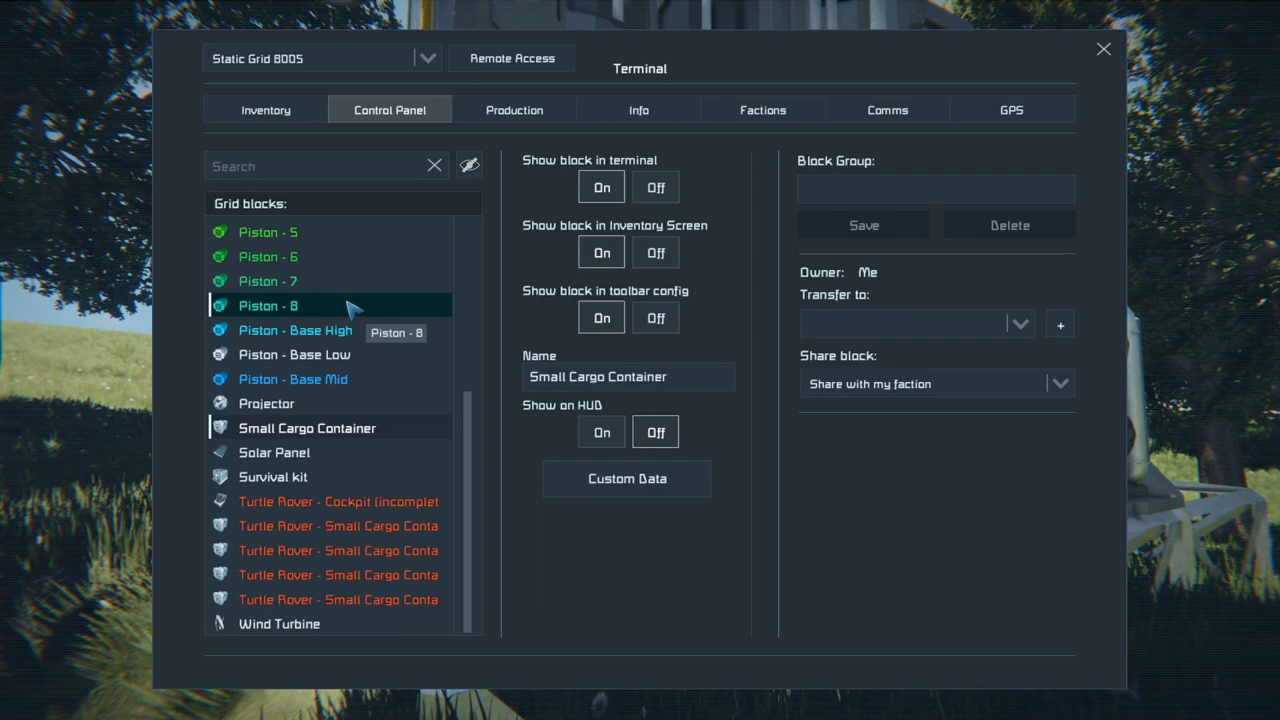 Static Grid 8005
Remote Access
Terminal
Inventory
Control Panel
Production
Info
Factions
Comms
GPS
Search
Grid blocks:
Piston - 5
Piston - 6
Piston - 7
Piston - 8
Piston - Base High
Piston - 8
Piston - Base Low
Piston - Base Mid
Projector
Small Cargo Container
Solar Panel
Survival kit
Turtle Rover - Cockpit (incomplet
Turtle Rover - Small Cargo Conta
Turtle Rover - Small Cargo Conta
Turtle Rover - Small Cargo Conta
Turtle Rover - Small Cargo Conta
Wind Turbine
Show block in terminal
On
Off
Show block in Inventory Screen
On
Off
Show block in toolbar config
On
Off
Name
Small Cargo Container
Show on HUD
On
Off
Custom Data
Block Group:
Save
Delete
Owner: Me
Transfer to:
+
Share block:
Share with my faction